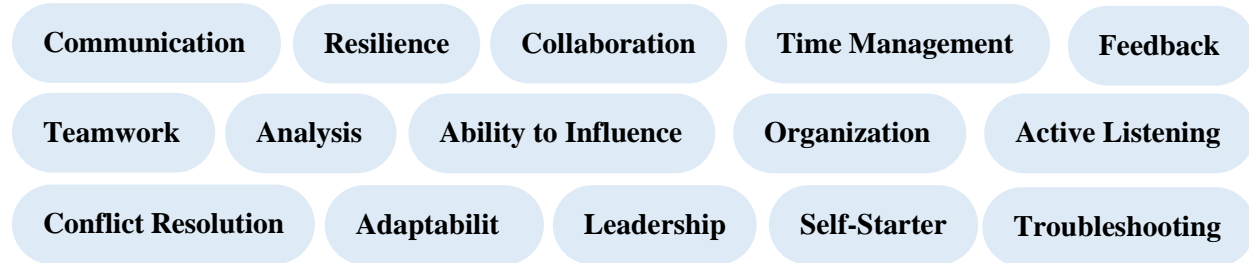 Communication Resilience Collaboration Time Management Feedback
Teamwork Analysis Ability to Influence Organization Active Listening
Conflict Resolution Adaptabilit Leadership Self-Starter Troubleshooting